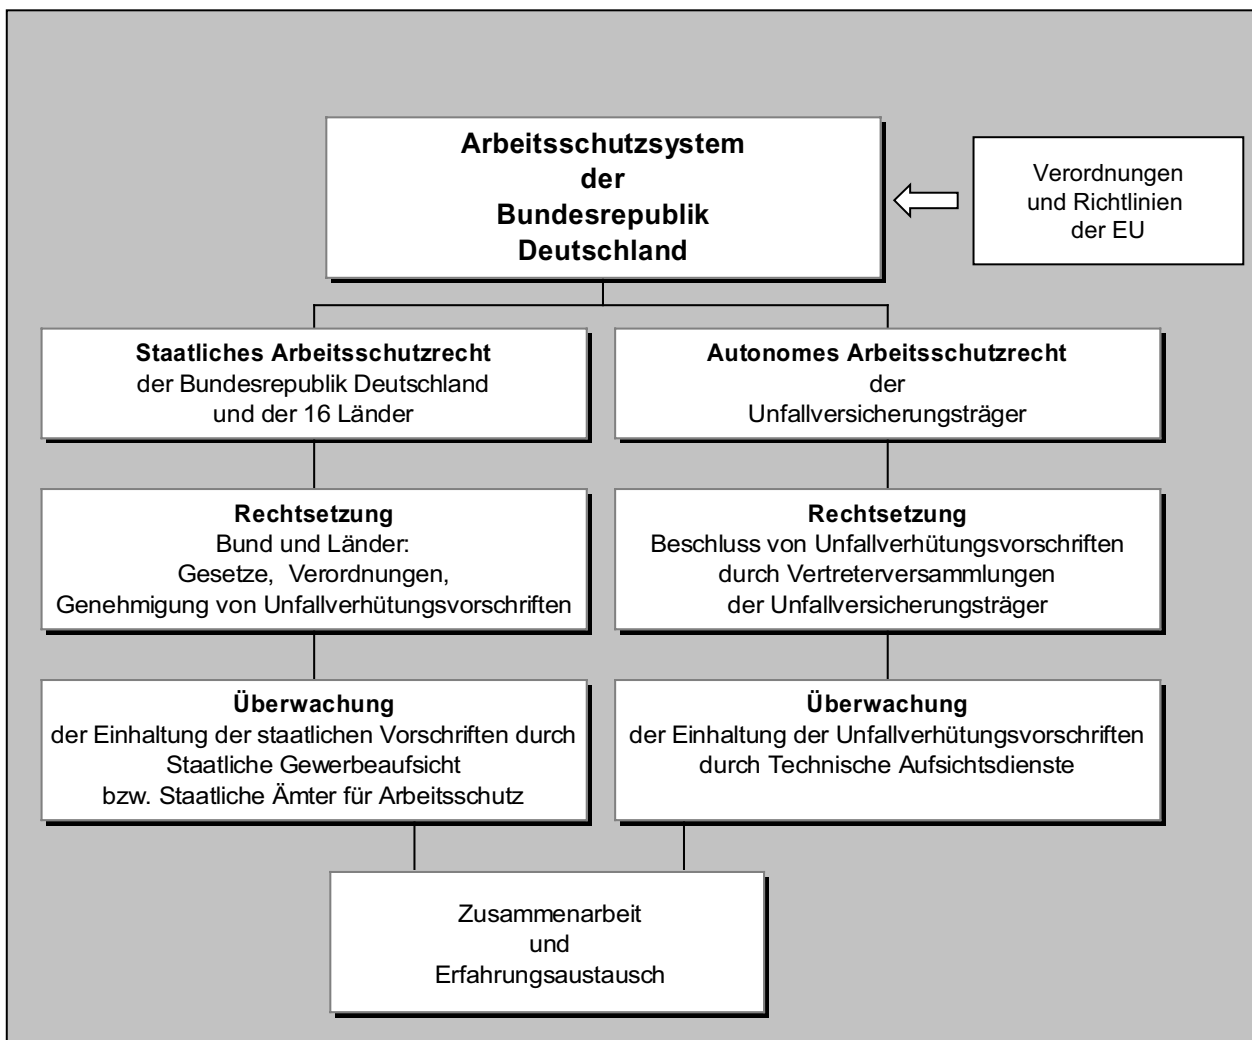 Arbeitsschutzsystem
der
Bundesrepublik
Deutschland
Verordnungen
und Richtlinien
der EU
Staatliches Arbeitsschutzrecht
der Bundesrepublik Deutschland
und der 16 Länder
Autonomes Arbeitsschutzrecht
der
Unfallversicherungsträger
Rechtsetzung
Bund und Länder:
Gesetze, Verordnungen,
Genehmigung von Unfallverhütungsvorschriften
Rechtsetzung
Beschluss von Unfallverhütungsvorschriften
durch Vertreterversammlungen
der Unfallversicherungsträger
Überwachung
der Einhaltung der staatlichen Vorschriften durch
Staatliche Gewerbeaufsicht
bzw. Staatliche Ämter für Arbeitsschutz
Überwachung
der Einhaltung der Unfallverhütungsvorschriften
durch Technische Aufsichtsdienste
Zusammenarbeit
und
Erfahrungsaustausch